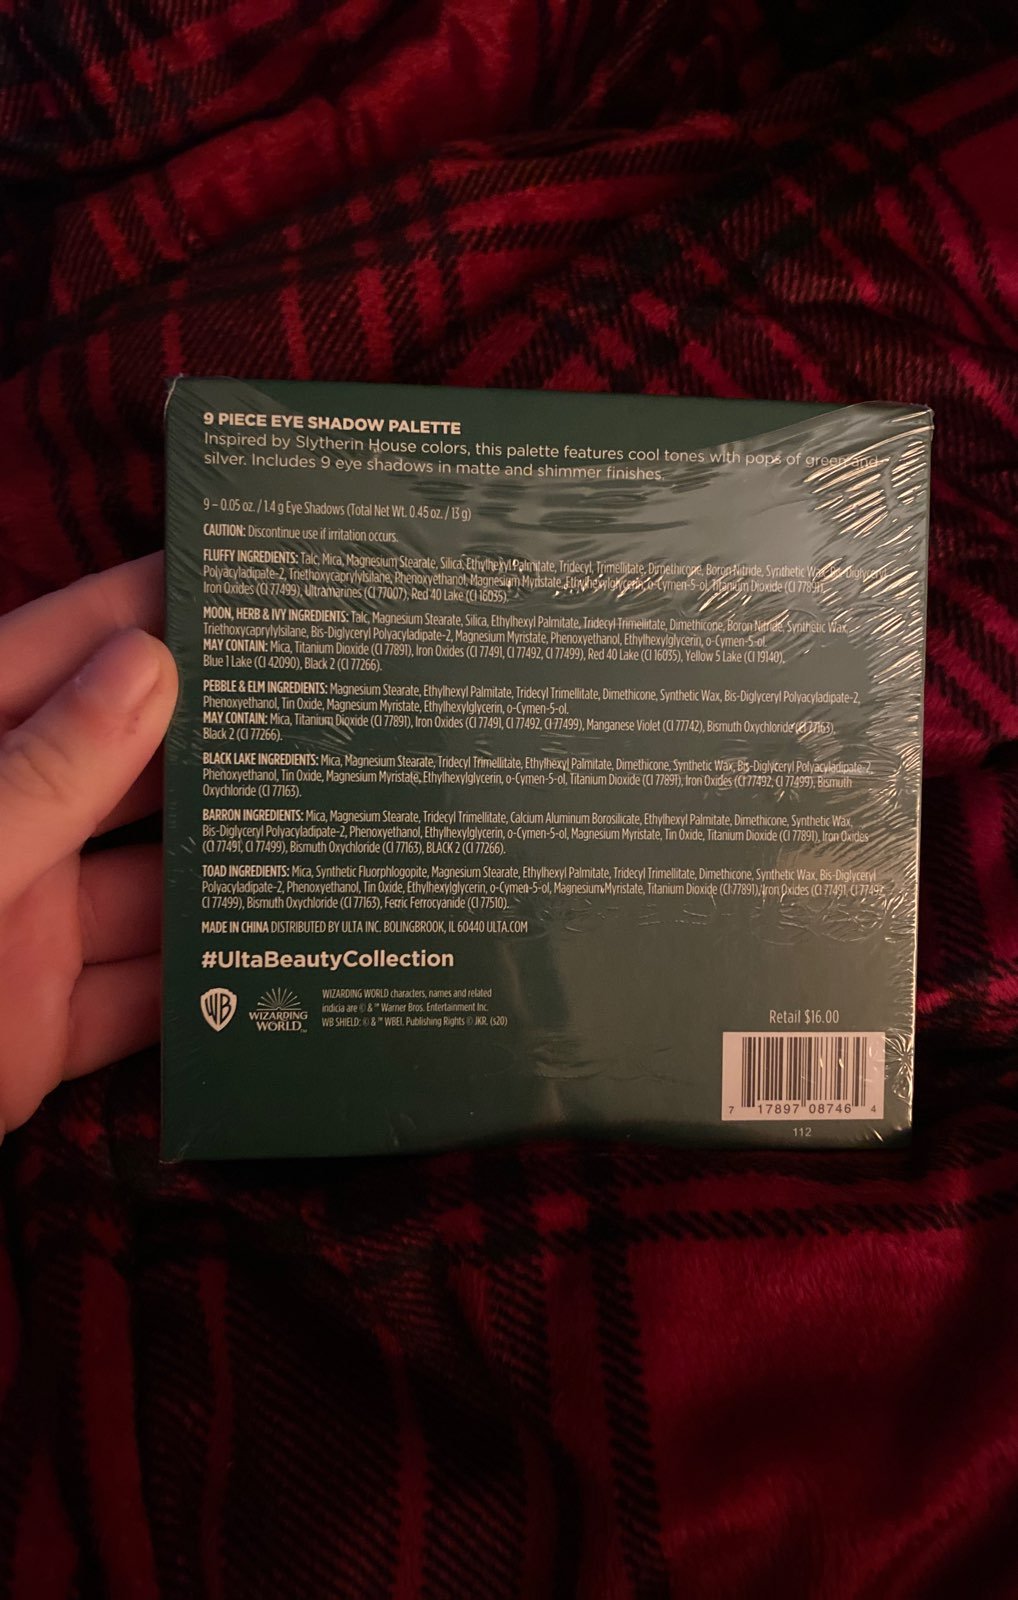 9 PIECE EYE SHADOW PALETTE
Inspired by Slytherin House colors, this palette features cool tones with pops of green and
silver. Includes 9 eye shadows in matte and shimmer finishes.
9 – 0.05 oz. / 1.4 g Eye Shadows (Total Net Wt. 0.45 oz. / 13 g)
CAUTION: Discontinue use if irritation occurs.
FLUFFY INGREDIENTS: Talc, Mica, Magnesium Stearate, Silica, Ethylhexyl Palmitate, Tridecyl, Trimellitate, Dimethicone, Boron Nitride, Synthetic Wax, Bis-Diglyceryl
Polyacyladipate-2, Triethoxycaprylylsilane, Phenoxyethanol, Magnesium Myristate, Ethylhexylglycerin, o-Cymen-5-ol, Titanium Dioxide (CI 77891),
Iron Oxides (CI 77499), Ultramarines (CI 77007), Red 40 Lake (CI 16035).
MOON, HERB & IVY INGREDIENTS: Talc, Magnesium Stearate, Silica, Ethylhexyl Palmitate, Tridecyl Trimellitate, Dimethicone, Boron Nitride, Synthetic Wax,
Triethoxycaprylylsilane, Bis-Diglyceryl Polyacyladipate-2, Magnesium Myristate, Phenoxyethanol, Ethylhexylglycerin, o-Cymen-5-ol.
MAY CONTAIN: Mica, Titanium Dioxide (CI 77891), Iron Oxides (CI 77491, CI 77492, CI 77499), Red 40 Lake (CI 16035), Yellow 5 Lake (CI 19140),
Blue 1 Lake (CI 42090), Black 2 (CI 77266).
PEBBLE & ELM INGREDIENTS: Magnesium Stearate, Ethylhexyl Palmitate, Tridecyl Trimellitate, Dimethicone, Synthetic Wax, Bis-Diglyceryl Polyacyladipate-2,
Phenoxyethanol, Tin Oxide, Magnesium Myristate, Ethylhexylglycerin, o-Cymen-5-ol.
MAY CONTAIN: Mica, Titanium Dioxide (CI 77891), Iron Oxides (CI 77491, CI 77492, CI 77499), Manganese Violet (CI 77742), Bismuth Oxychloride (CI 77163),
Black 2 (CI 77266).
BLACK LAKE INGREDIENTS: Mica, Magnesium Stearate, Tridecyl Trimellitate, Ethylhexyl Palmitate, Dimethicone, Synthetic Wax, Bis-Diglyceryl Polyacyladipate-2,
Phenoxyethanol, Tin Oxide, Magnesium Myristate, Ethylhexylglycerin, o-Cymen-5-ol, Titanium Dioxide (CI 77891), Iron Oxides (CI 77492, CI 77499), Bismuth
Oxychloride (CI 77163).
BARRON INGREDIENTS: Mica, Magnesium Stearate, Tridecyl Trimellitate, Calcium Aluminum Borosilicate, Ethylhexyl Palmitate, Dimethicone, Synthetic Wax,
Bis-Diglyceryl Polyacyladipate-2, Phenoxyethanol, Ethylhexylglycerin, o-Cymen-5-ol, Magnesium Myristate, Tin Oxide, Titanium Dioxide (CI 77891), Iron Oxides
(CI 77491, CI 77499), Bismuth Oxychloride (CI 77163), BLACK 2 (CI 77266).
TOAD INGREDIENTS: Mica, Synthetic Fluorphlogopite, Magnesium Stearate, Ethylhexyl Palmitate, Tridecyl Trimellitate, Dimethicone, Synthetic Wax, Bis-Diglyceryl
Polyacyladipate-2, Phenoxyethanol, Tin Oxide, Ethylhexylglycerin, o-Cymen-5-ol, Magnesium Myristate, Titanium Dioxide (CI 77891), Iron Oxides (CI 77491, CI 77492,
CI 77499), Bismuth Oxychloride (CI 77163), Ferric Ferrocyanide (CI 77510).
MADE IN CHINA DISTRIBUTED BY ULTA INC. BOLINGBROOK, IL 60440 ULTA.COM
#UltaBeautyCollection
WB
WIZARDING
WORLD™
WIZARDING WORLD characters, names and related
indicia are © & ™ Warner Bros. Entertainment Inc.
WB SHIELD: © & ™ WBEI. Publishing Rights © JKR. (s20)
Retail $16.00
7 17897 08746 4
112